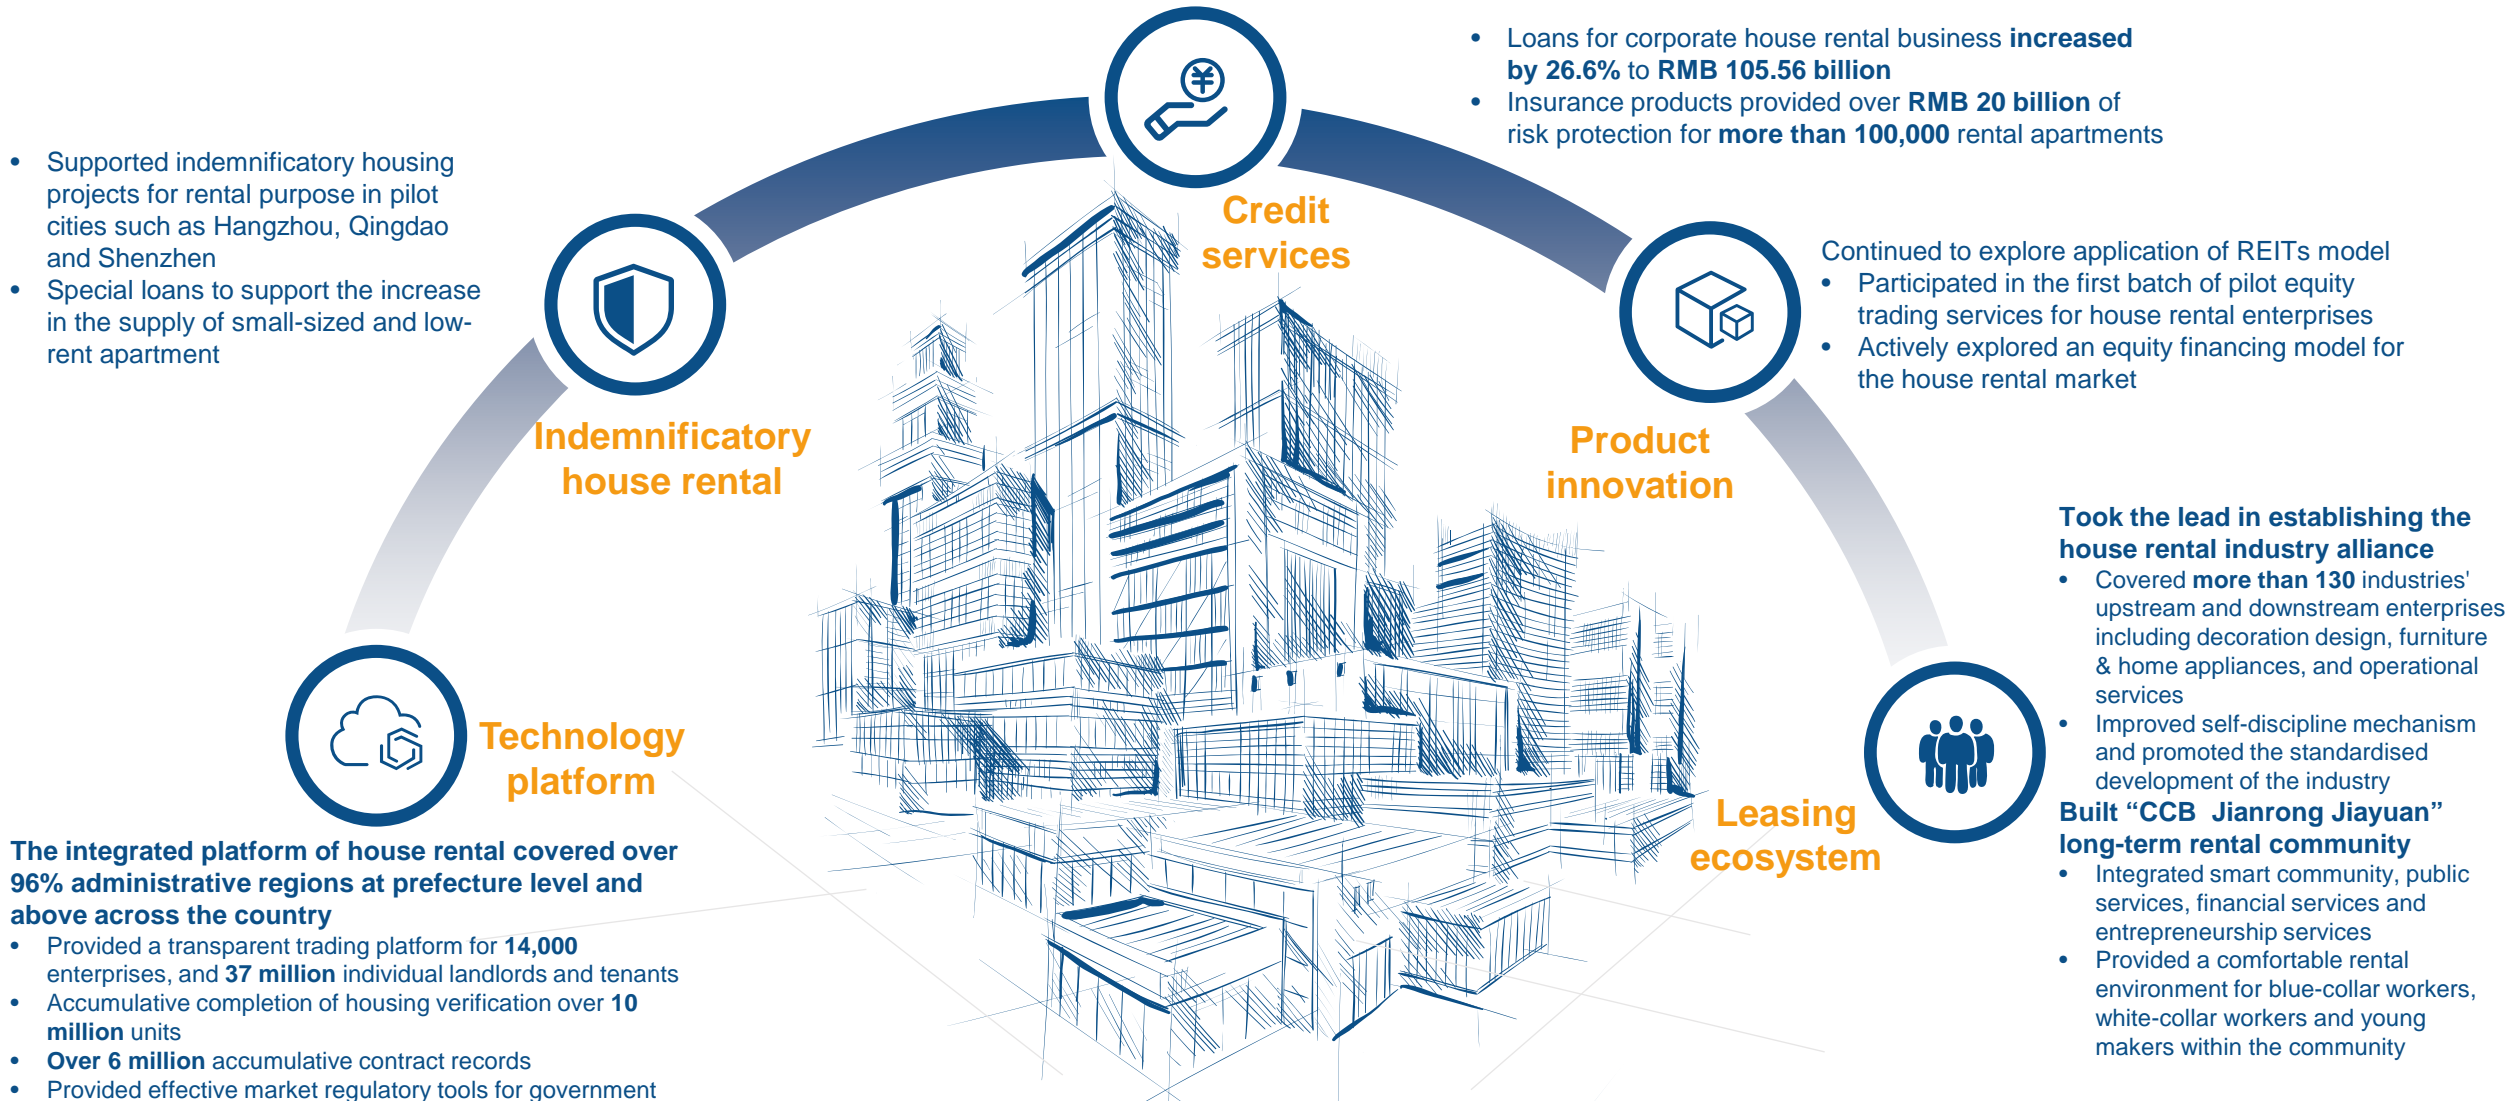 • Supported indemnificatory housing
projects for rental purpose in pilot
cities such as Hangzhou, Qingdao
and Shenzhen
• Special loans to support the increase
in the supply of small-sized and low-
rent apartment
Indemnificatory
house rental
• Loans for corporate house rental business increased
by 26.6% to RMB 105.56 billion
• Insurance products provided over RMB 20 billion of
risk protection for more than 100,000 rental apartments
Credit
services
Continued to explore application of REITs model
• Participated in the first batch of pilot equity
trading services for house rental enterprises
• Actively explored an equity financing model for
the house rental market
Product
innovation
Technology
platform
The integrated platform of house rental covered over
96% administrative regions at prefecture level and
above across the country
• Provided a transparent trading platform for 14,000
enterprises, and 37 million individual landlords and tenants
• Accumulative completion of housing verification over 10
million units
• Over 6 million accumulative contract records
• Provided effective market regulatory tools for government
Leasing
ecosystem
Took the lead in establishing the
house rental industry alliance
• Covered more than 130 industries'
upstream and downstream enterprises
including decoration design, furniture
& home appliances, and operational
services
• Improved self-discipline mechanism
and promoted the standardised
development of the industry
Built “CCB Jianrong Jiayuan”
long-term rental community
• Integrated smart community, public
services, financial services and
entrepreneurship services
• Provided a comfortable rental
environment for blue-collar workers,
white-collar workers and young
makers within the community